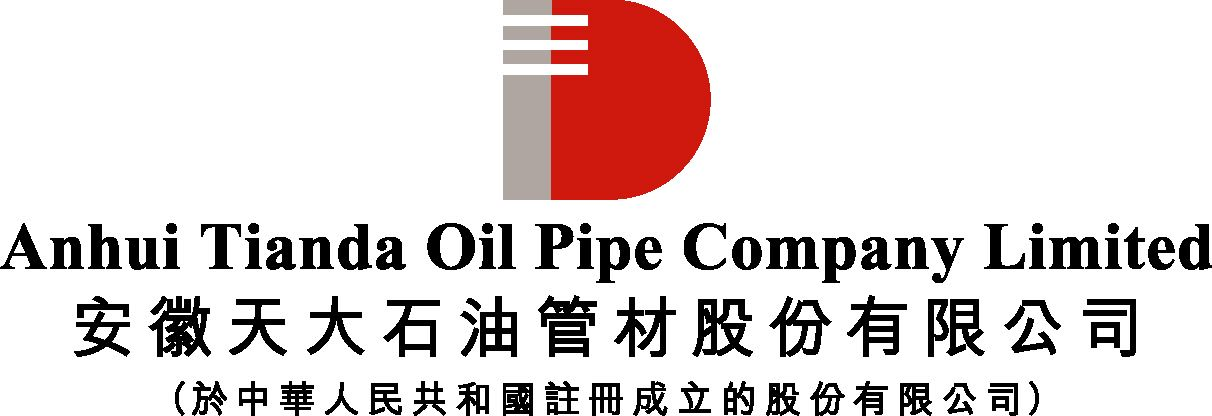 Anhui Tianda Oil Pipe Company Limited
安徽天大石油管材股份有限公司
（於中華人民共和國註冊成立的股份有限公司）